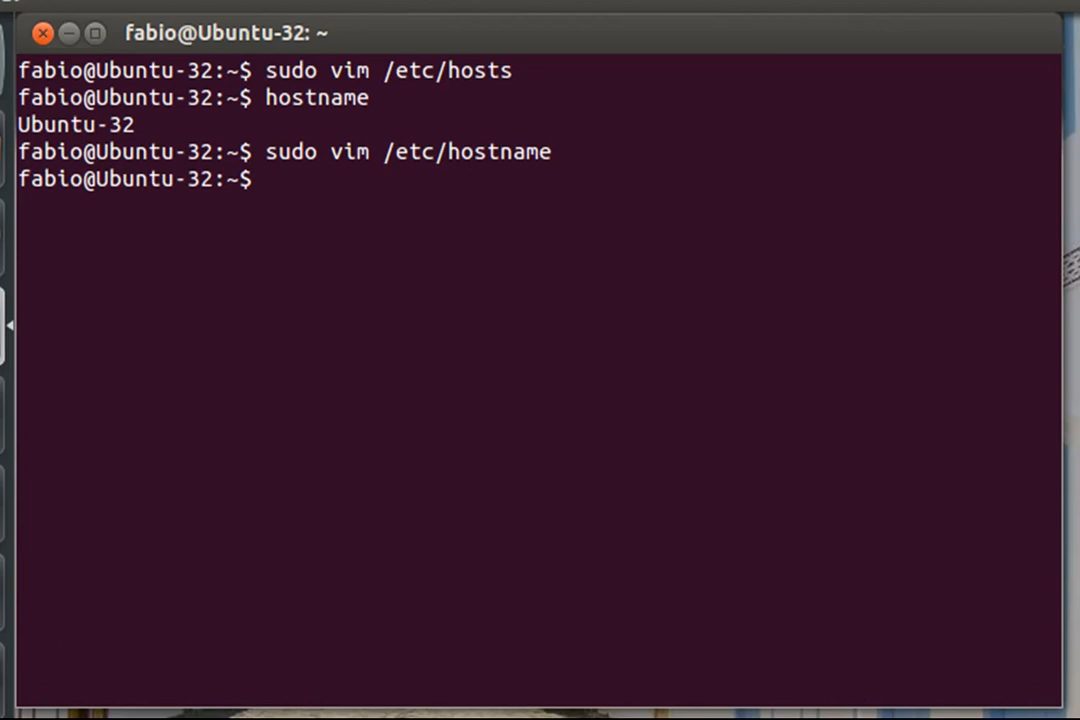 fabio@Ubuntu-32: ~
fabio@Ubuntu-32:~$ sudo vim /etc/hosts
fabio@Ubuntu-32:~$ hostname
Ubuntu-32
fabio@Ubuntu-32:~$ sudo vim /etc/hostname
fabio@Ubuntu-32:~$